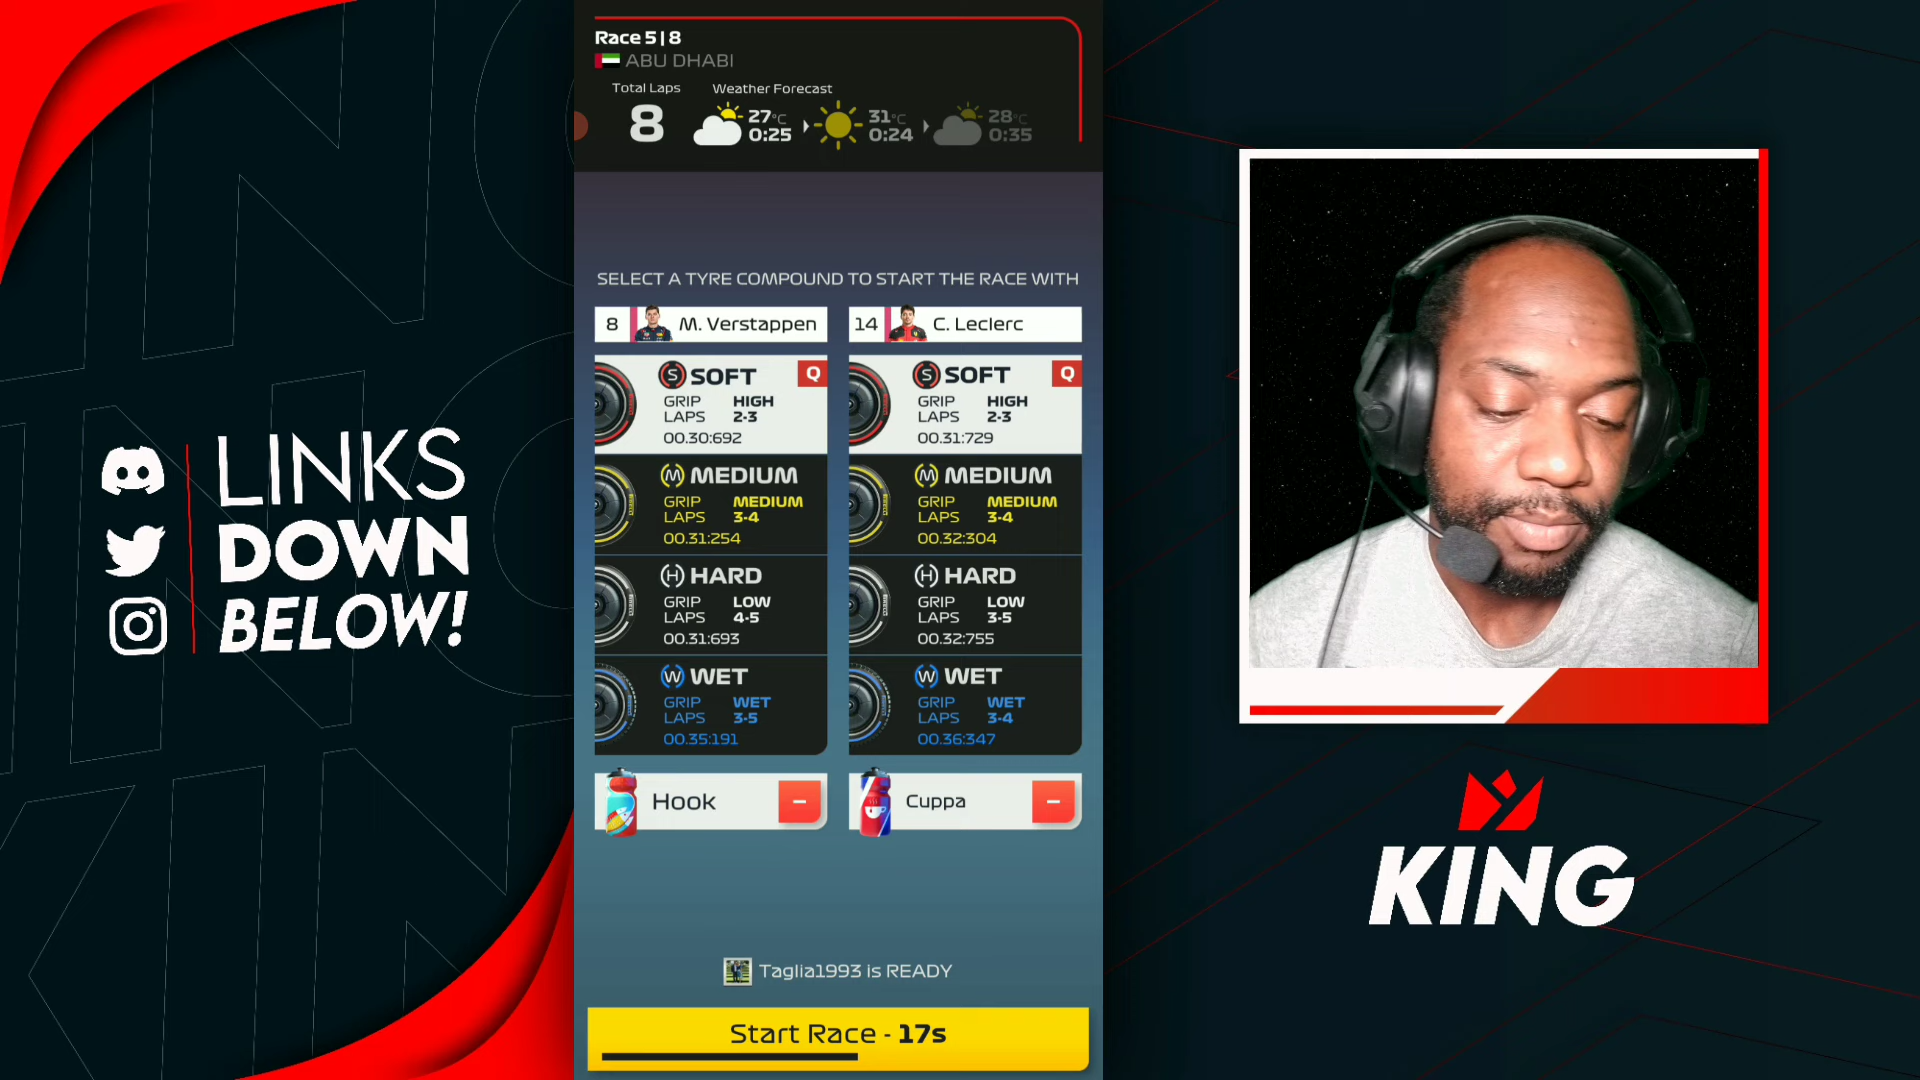 LINKS
DOWN
BELOW!
Race 5|8
ABU DHABI
Total Laps
8
Weather Forecast
27°C
0:25
31°C
0:24
28°C
0:35
SELECT A TYRE COMPOUND TO START THE RACE WITH
8 M. Verstappen
S SOFT Q
GRIP HIGH
LAPS 2-3
00.30:692
M MEDIUM
GRIP MEDIUM
LAPS 3-4
00.31:254
H HARD
GRIP LOW
LAPS 4-5
00.31:693
W WET
GRIP WET
LAPS 3-5
00.35:191
Hook -
14 C. Leclerc
S SOFT Q
GRIP HIGH
LAPS 2-3
00.31:729
M MEDIUM
GRIP MEDIUM
LAPS 3-4
00.32:304
H HARD
GRIP LOW
LAPS 3-5
00.32:755
W WET
GRIP WET
LAPS 3-4
00.36:347
Cuppa -
Taglia1993 is READY
Start Race - 17s
KING